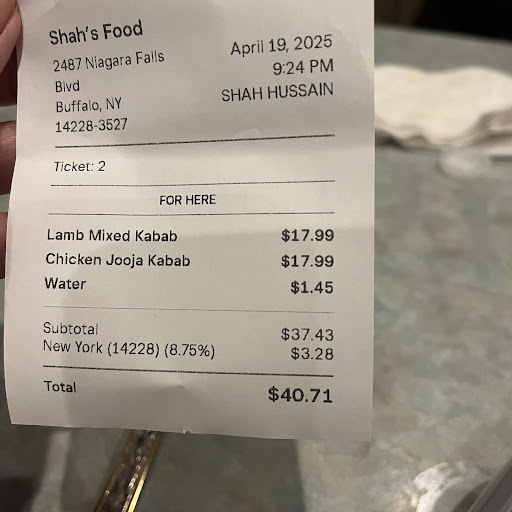 Shah's Food
2487 Niagara Falls
Blvd
Buffalo, NY
14228-3527
April 19, 2025
9:24 PM
SHAH HUSSAIN
Ticket: 2
FOR HERE
Lamb Mixed Kabab $17.99
Chicken Jooja Kabab $17.99
Water $1.45
Subtotal $37.43
New York (14228) (8.75%) $3.28
Total $40.71